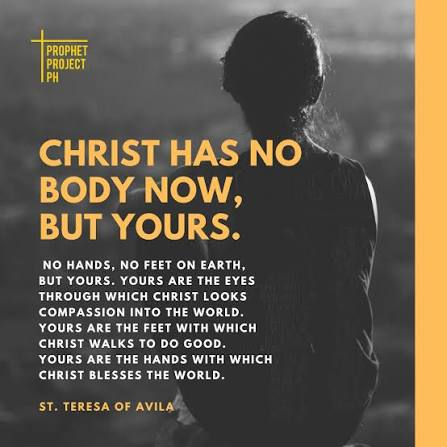 PROPHET
PROJECT
PH
CHRIST HAS NO
BODY NOW,
BUT YOURS.
NO HANDS, NO FEET ON EARTH,
BUT YOURS. YOURS ARE THE EYES
THROUGH WHICH CHRIST LOOKS
COMPASSION INTO THE WORLD.
YOURS ARE THE FEET WITH WHICH
CHRIST WALKS TO DO GOOD.
YOURS ARE THE HANDS WITH WHICH
CHRIST BLESSES THE WORLD.
ST. TERESA OF AVILA